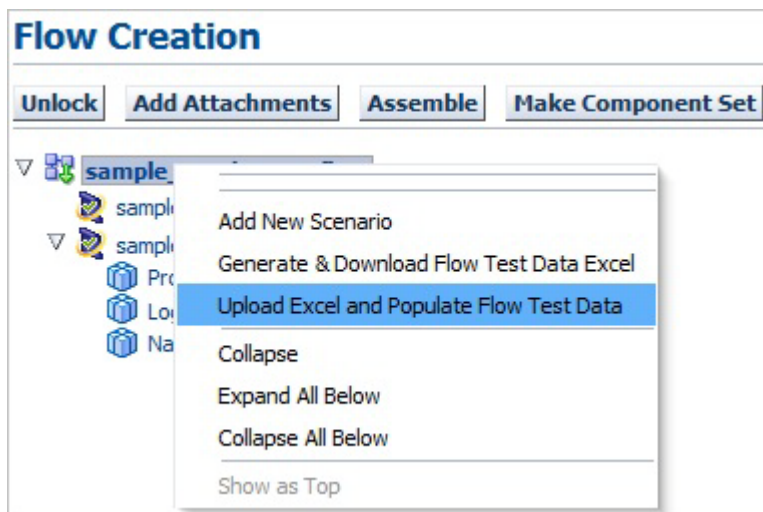 Flow Creation
Unlock Add Attachments Assemble Make Component Set
sample_
Add New Scenario
Generate & Download Flow Test Data Excel
Upload Excel and Populate Flow Test Data
Collapse
Expand All Below
Collapse All Below
Show as Top